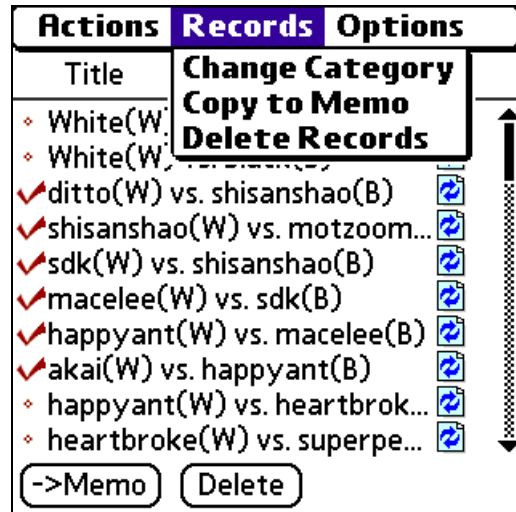 Actions Records Options
Change Category
Title
Copy to Memo
Delete Records
White(W)
White(W)
ditto(W) vs. shisanshao(B)
shisanshao(W) vs. motzoom...
sdk(W) vs. shisanshao(B)
macelee(W) vs. sdk(B)
happyant(W) vs. macelee(B)
akai(W) vs. happyant(B)
happyant(W) vs. heartbrok...
heartbroke(W) vs. superpe...
->Memo Delete